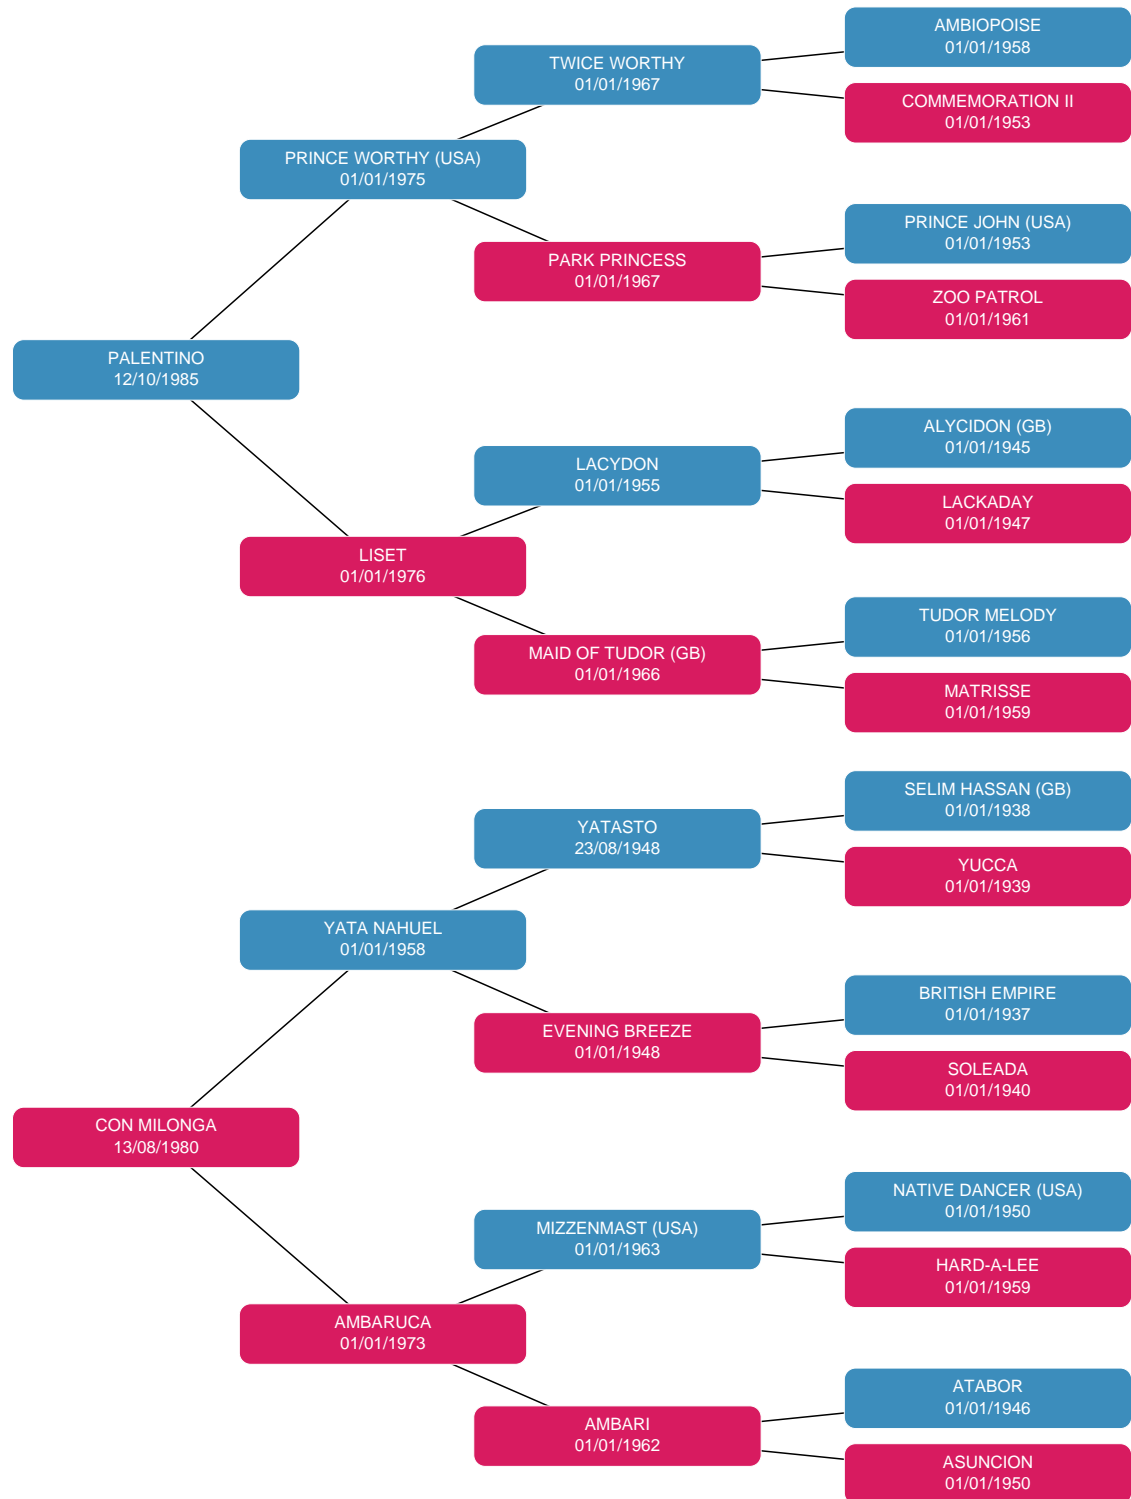 AMBIOPOISE
01/01/1958
TWICE WORTHY
01/01/1967
COMMEMORATION II
01/01/1953
PRINCE WORTHY (USA)
01/01/1975
PRINCE JOHN (USA)
01/01/1953
PARK PRINCESS
01/01/1967
ZOO PATROL
01/01/1961
PALENTINO
12/10/1985
ALYCIDON (GB)
01/01/1945
LACYDON
01/01/1955
LACKADAY
01/01/1947
LISET
01/01/1976
TUDOR MELODY
01/01/1956
MAID OF TUDOR (GB)
01/01/1966
MATRISSE
01/01/1959
SELIM HASSAN (GB)
01/01/1938
YATASTO
23/08/1948
YUCCA
01/01/1939
YATA NAHUEL
01/01/1958
BRITISH EMPIRE
01/01/1937
EVENING BREEZE
01/01/1948
SOLEADA
01/01/1940
CON MILONGA
13/08/1980
NATIVE DANCER (USA)
01/01/1950
MIZZENMAST (USA)
01/01/1963
HARD-A-LEE
01/01/1959
AMBARUCA
01/01/1973
ATABOR
01/01/1946
AMBARI
01/01/1962
ASUNCION
01/01/1950